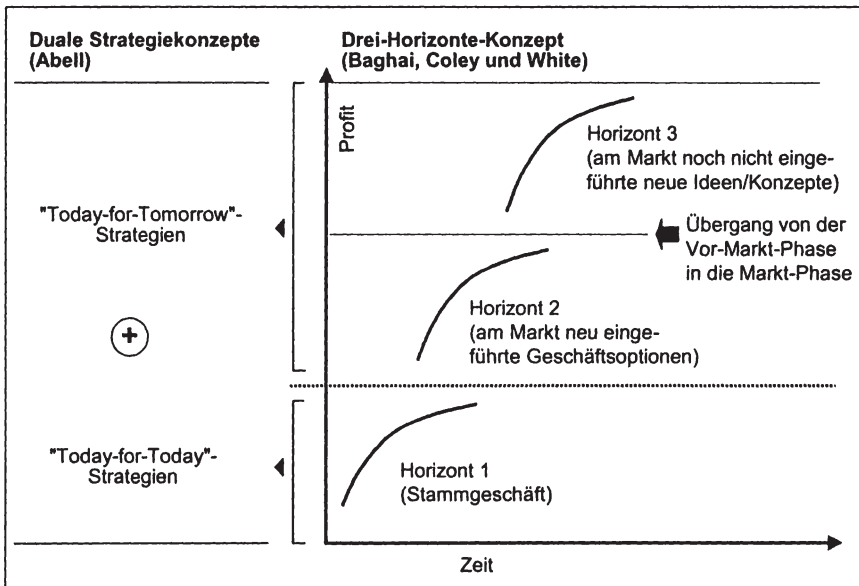 Duale Strategiekonzepte
(Abell)
Drei-Horizonte-Konzept
(Baghai, Coley und White)
Profit
Horizont 3
(am Markt noch nicht einge-
führte neue Ideen/Konzepte)
"Today-for-Tomorrow"-
Strategien
Übergang von der
Vor-Markt-Phase
in die Markt-Phase
Horizont 2
(am Markt neu einge-
führte Geschäftsoptionen)
+
"Today-for-Today"-
Strategien
Horizont 1
(Stammgeschäft)
Zeit